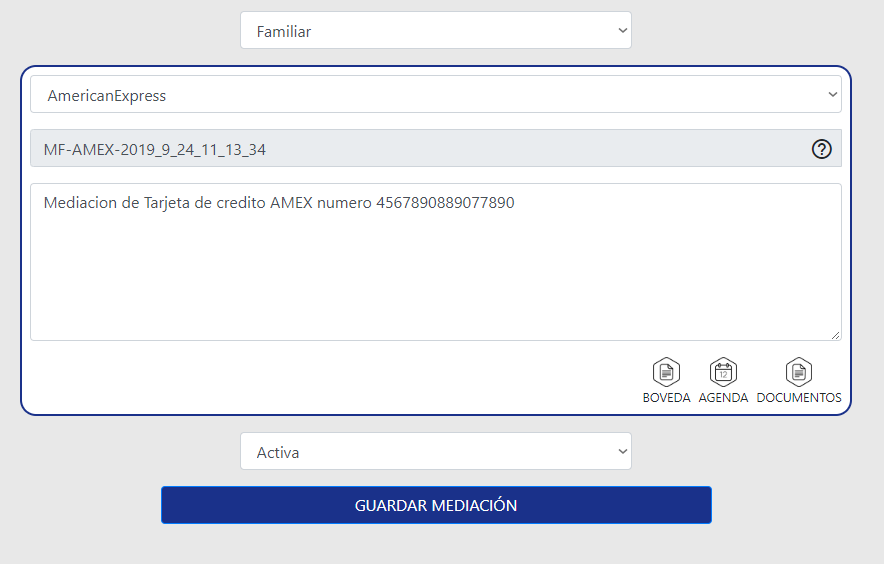 Familiar
AmericanExpress
MF-AMEX-2019_9_24_11_13_34
Mediacion de Tarjeta de credito AMEX numero 4567890889077890
12
BOVEDA AGENDA DOCUMENTOS
Activa
GUARDAR MEDIACIÓN